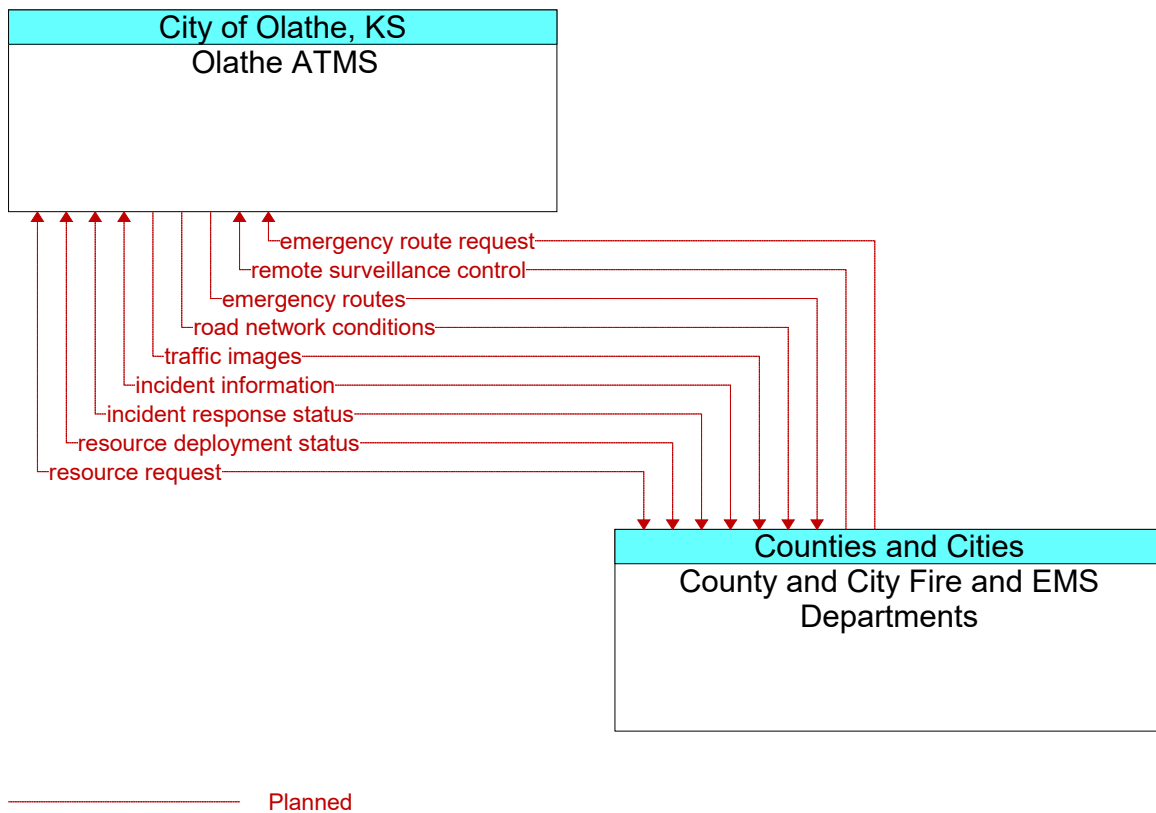 City of Olathe, KS
Olathe ATMS
emergency route request
remote surveillance control
emergency routes
road network conditions
traffic images
incident information
incident response status
resource deployment status
resource request
Counties and Cities
County and City Fire and EMS
Departments
Planned